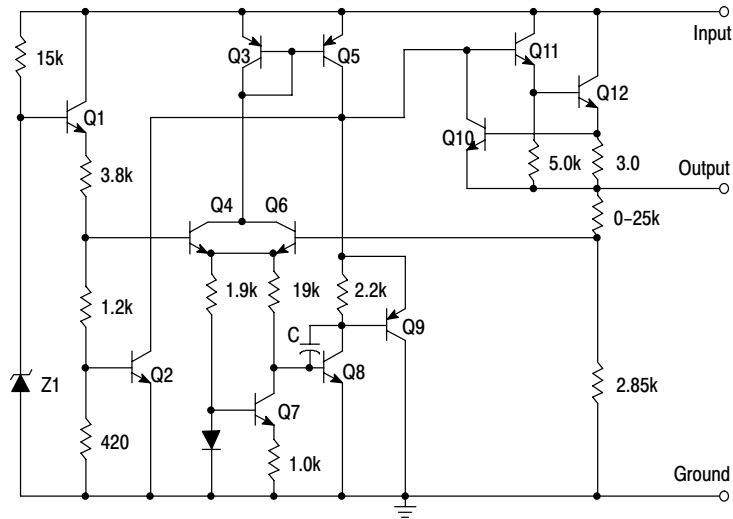 Input
15k
Q3
Q5
Q11
Q12
Q1
Q10
3.8k
5.0k
3.0
Output
Q4
Q6
0–25k
1.2k
1.9k
19k
2.2k
C
Q9
Z1
Q2
Q8
2.85k
Q7
420
1.0k
Ground